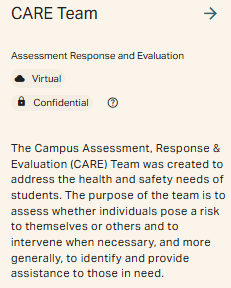 CARE Team
Assessment Response and Evaluation
Virtual
Confidential
The Campus Assessment, Response &
Evaluation (CARE) Team was created to
address the health and safety needs of
students. The purpose of the team is to
assess whether individuals pose a risk
to themselves or others and to
intervene when necessary, and more
generally, to identify and provide
assistance to those in need.